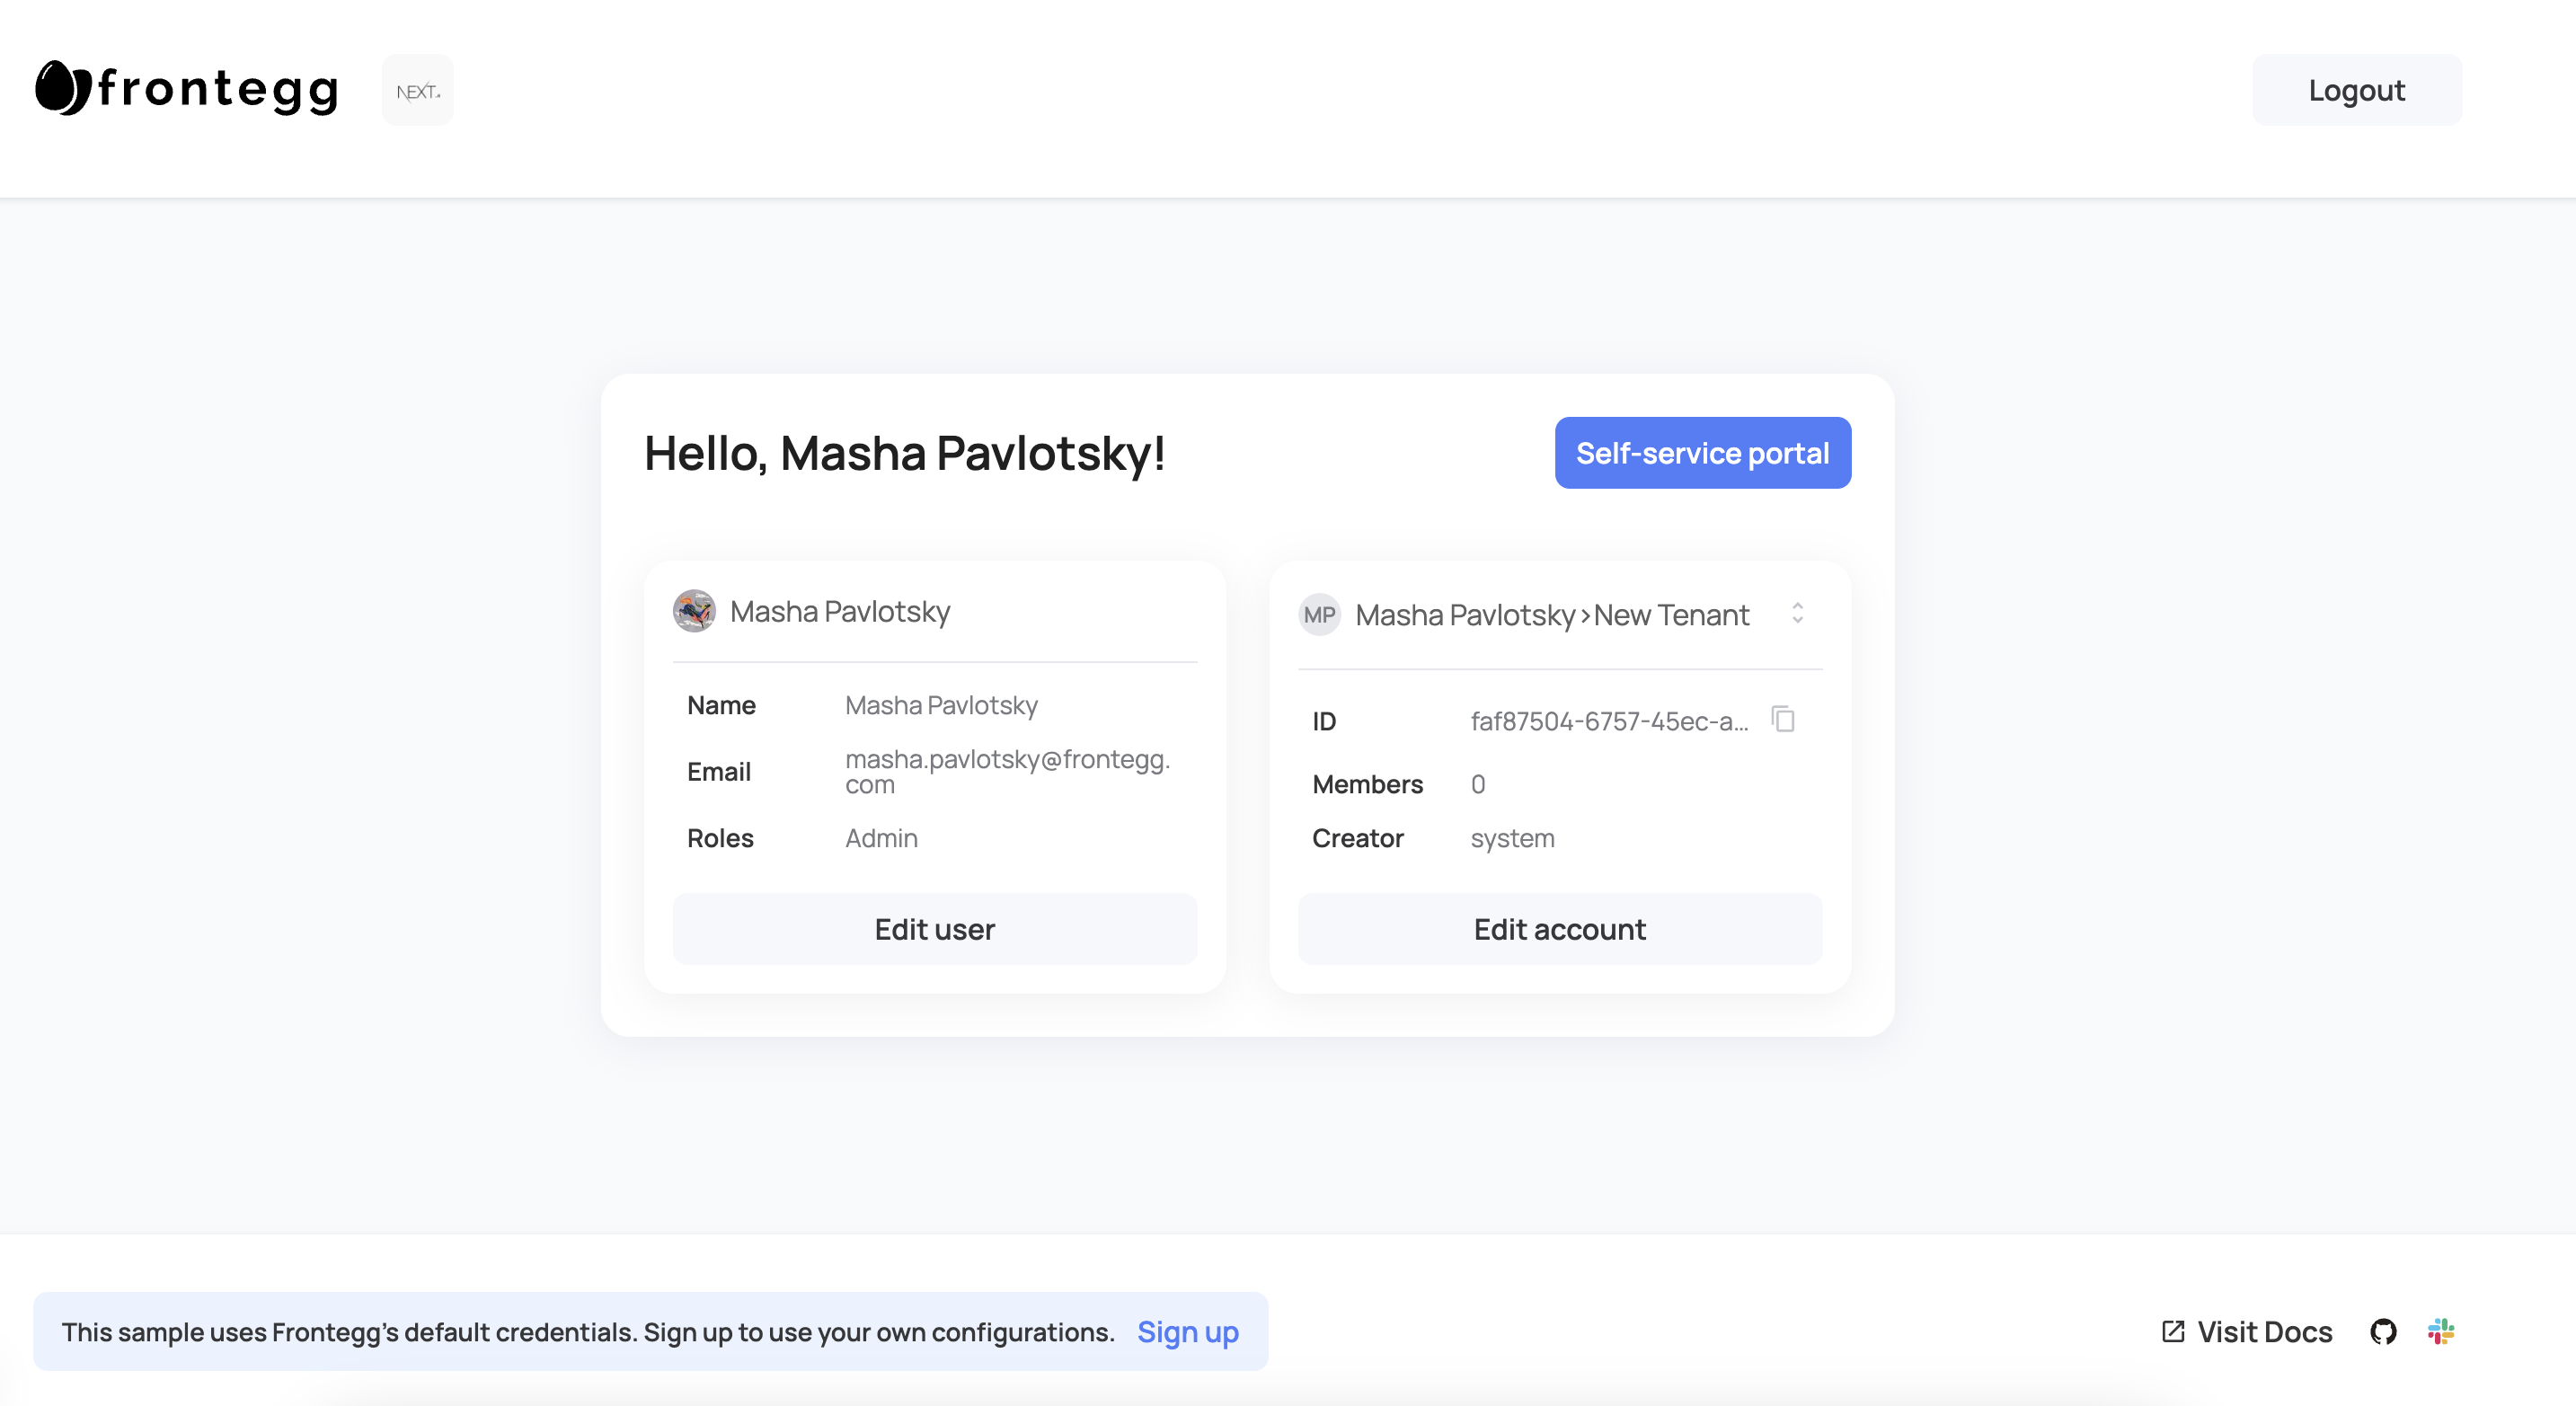 frontegg
NEXT.
Logout
Hello, Masha Pavlotsky!
Self-service portal
Masha Pavlotsky
Name Masha Pavlotsky
Email masha.pavlotsky@frontegg.
com
Roles Admin
Edit user
MP Masha Pavlotsky>New Tenant
ID faf87504-6757-45ec-a...
Members 0
Creator system
Edit account
This sample uses Frontegg's default credentials. Sign up to use your own configurations. Sign up
Visit Docs